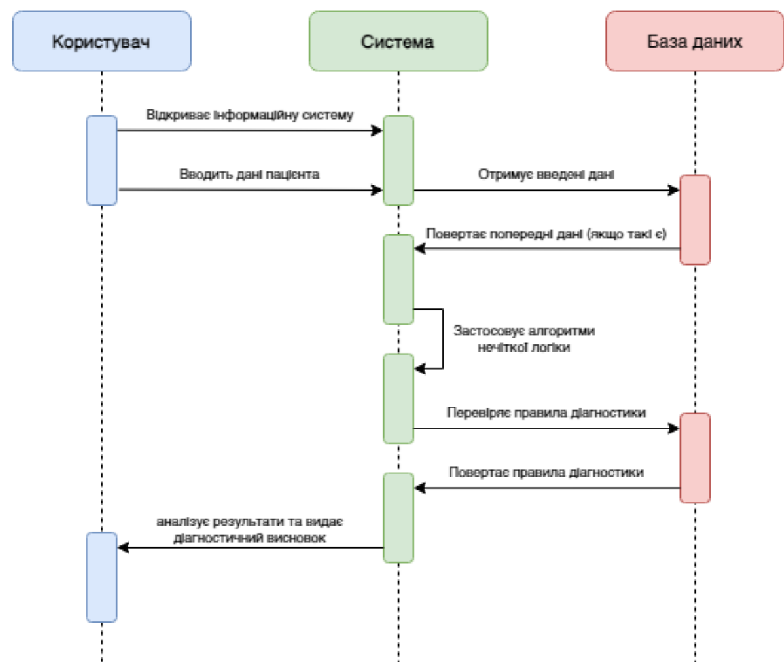 Користувач
Система
База даних
Відкриває інформаційну систему
Вводить дані пацієнта
Отримує введені дані
Повертає попередні дані (якщо такі є)
Застосовує алгоритми
нечіткої логіки
Перевіряє правила діагностики
Повертає правила діагностики
аналізує результати та видає
діагностичний висновок